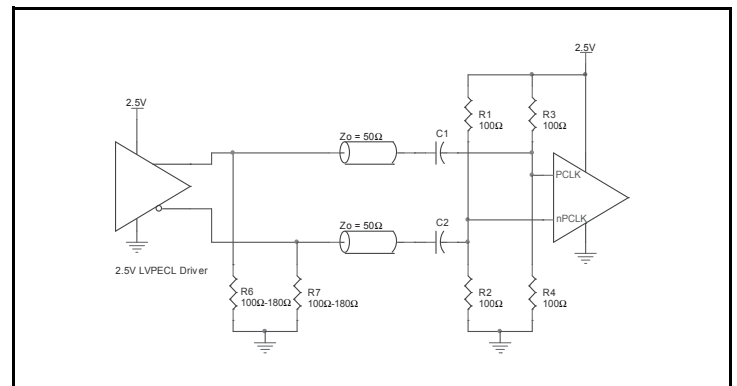 2.5V
2.5V
Zo = 50Ω
C1
R1
100Ω
R3
100Ω
PCLK
Zo = 50Ω
C2
nPCLK
2.5V LVPECL Driver
R6
100Ω-180Ω
R7
100Ω-180Ω
R2
100Ω
R4
100Ω